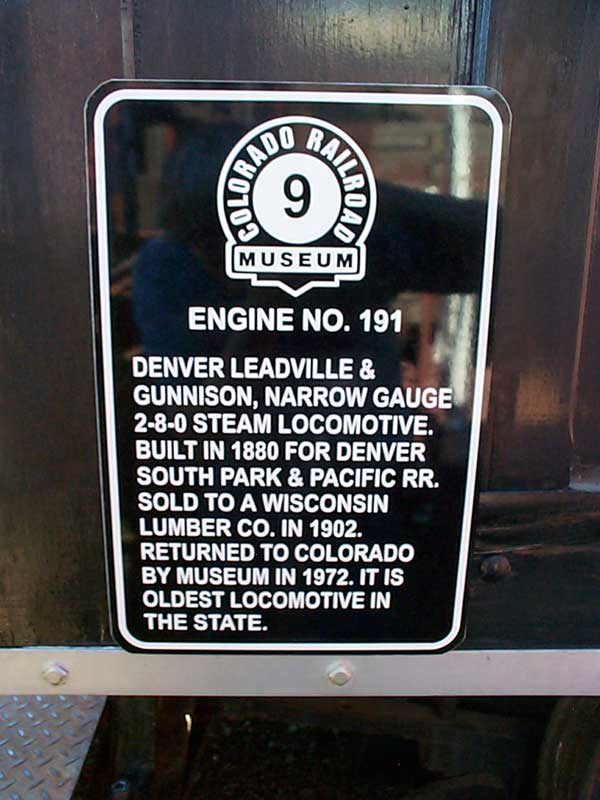 COLORADO RAILROAD
9
MUSEUM
ENGINE NO. 191
DENVER LEADVILLE &
GUNNISON, NARROW GAUGE
2-8-0 STEAM LOCOMOTIVE.
BUILT IN 1880 FOR DENVER
SOUTH PARK & PACIFIC RR.
SOLD TO A WISCONSIN
LUMBER CO. IN 1902.
RETURNED TO COLORADO
BY MUSEUM IN 1972. IT IS
OLDEST LOCOMOTIVE IN
THE STATE.